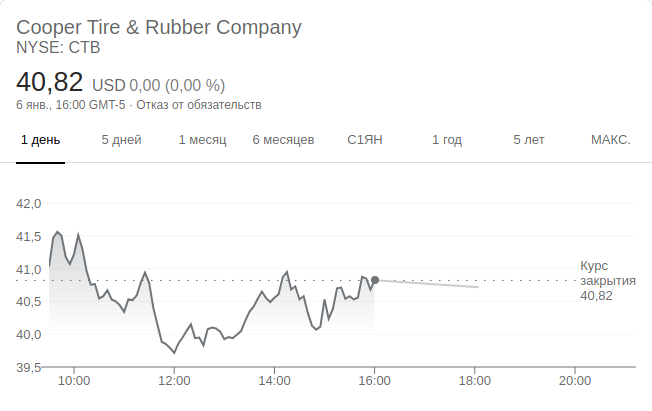 Cooper Tire & Rubber Company
NYSE: CTB
40,82 USD 0,00 (0,00 %)
6 янв., 16:00 GMT-5 · Отказ от обязательств
1 день 5 дней 1 месяц 6 месяцев С1ЯН 1 год 5 лет МАКС.
42,0
41,5
41,0
40,5
40,0
39,5
Курс
закрытия
40,82
10:00 12:00 14:00 16:00 18:00 20:00